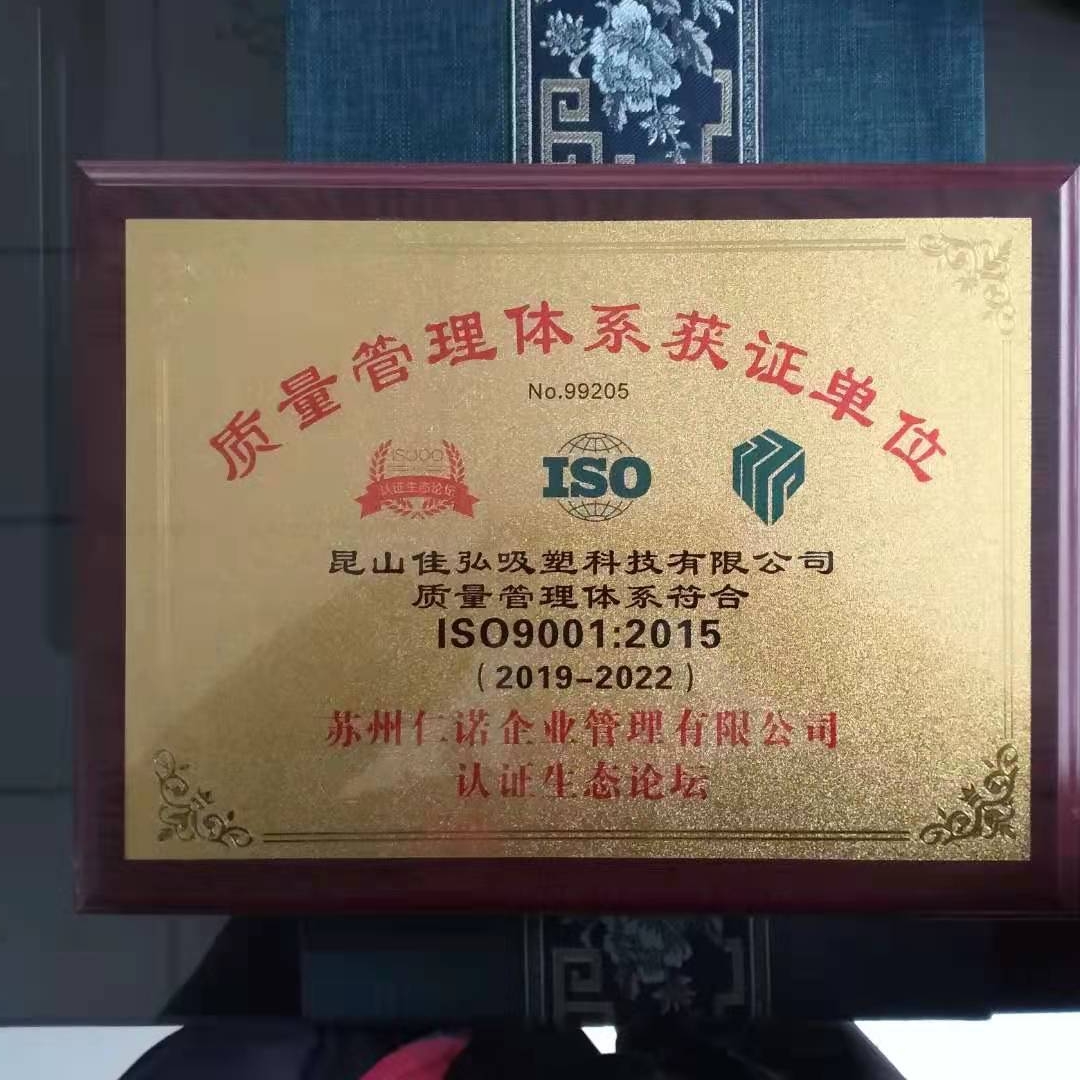 质量管理体系获证单位
No.99205
认证生态论坛
ISO
昆山佳弘吸塑科技有限公司
质量管理体系符合
ISO9001:2015
(2019-2022)
苏州仁诺企业管理有限公司
认证生态论坛